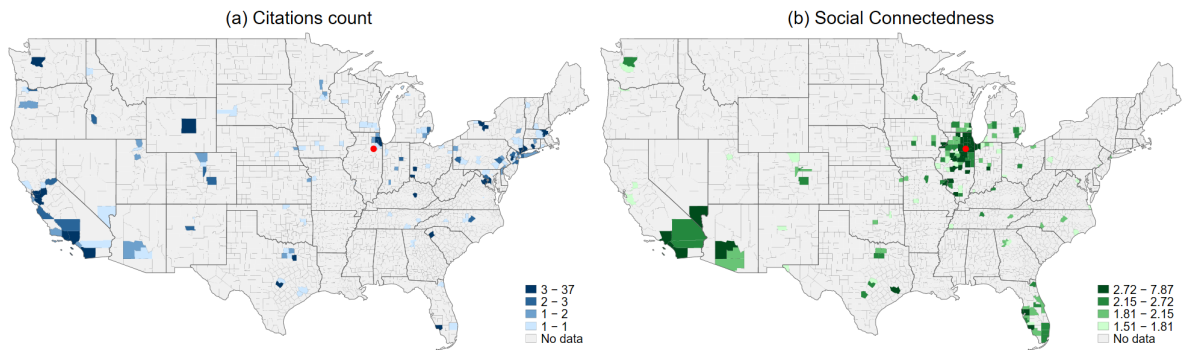 (a) Citations count
3 – 37
2 – 3
1 – 2
1 – 1
No data
(b) Social Connectedness
2.72 – 7.87
2.15 – 2.72
1.81 – 2.15
1.51 – 1.81
No data